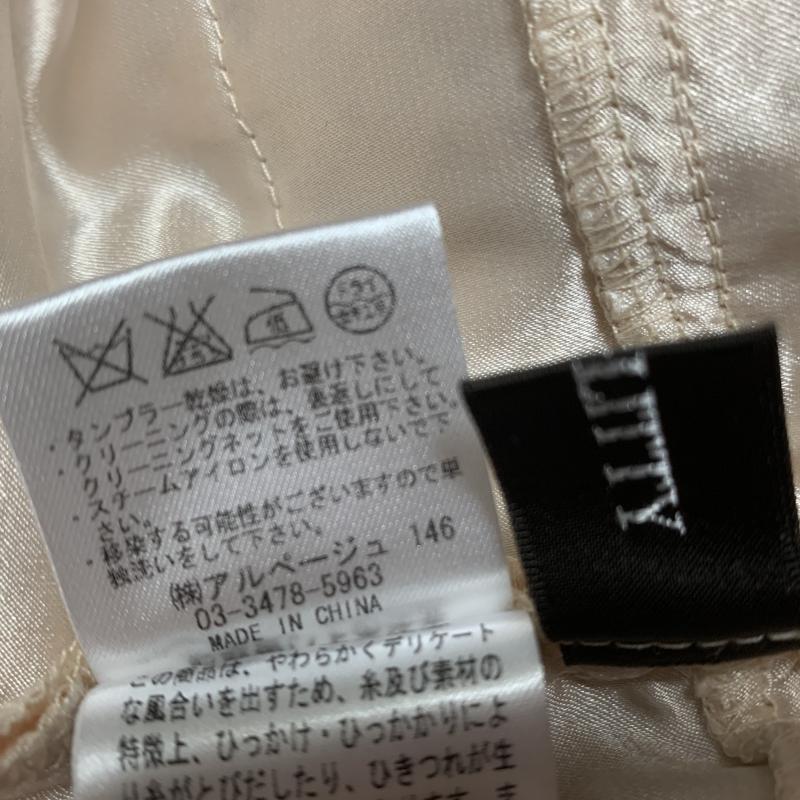 ドライ
低
・タンブラー乾燥は、お避け下さい。
・クリーニングの際は、裏返しにして
クリーニングネットをご使用下さい。
・スチームアイロンを使用しないで下
さい。
・移染する可能性がございますので単
独洗いをして下さい。
㈱アルページュ 146
03-3478-5963
MADE IN CHINA
この商品は、やわらかくデリケート
な風合いを出すため、糸及び素材の
特徴上、ひっかけ・ひっかかりによ
り糸がとびだしたり、ひきつれが生